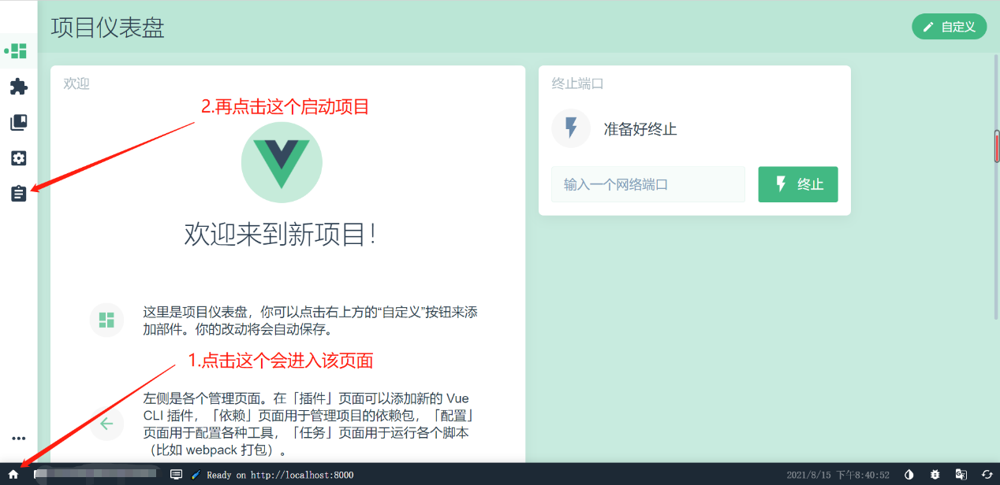 项目仪表盘
自定义
欢迎
2.再点击这个启动项目
欢迎来到新项目！
这里是项目仪表盘，你可以点击右上方的“自定义”按钮来添
加部件。你的改动将会自动保存。
1.点击这个会进入该页面
左侧是各个管理页面。在「插件」页面可以添加新的 Vue
CLI 插件，「依赖」页面用于管理项目的依赖包，「配置」
页面用于配置各种工具，「任务」页面用于运行各个脚本
（比如 webpack 打包）。
终止端口
准备好终止
输入一个网络端口
终止
Ready on http://localhost:8000
2021/8/15 下午8:40:52